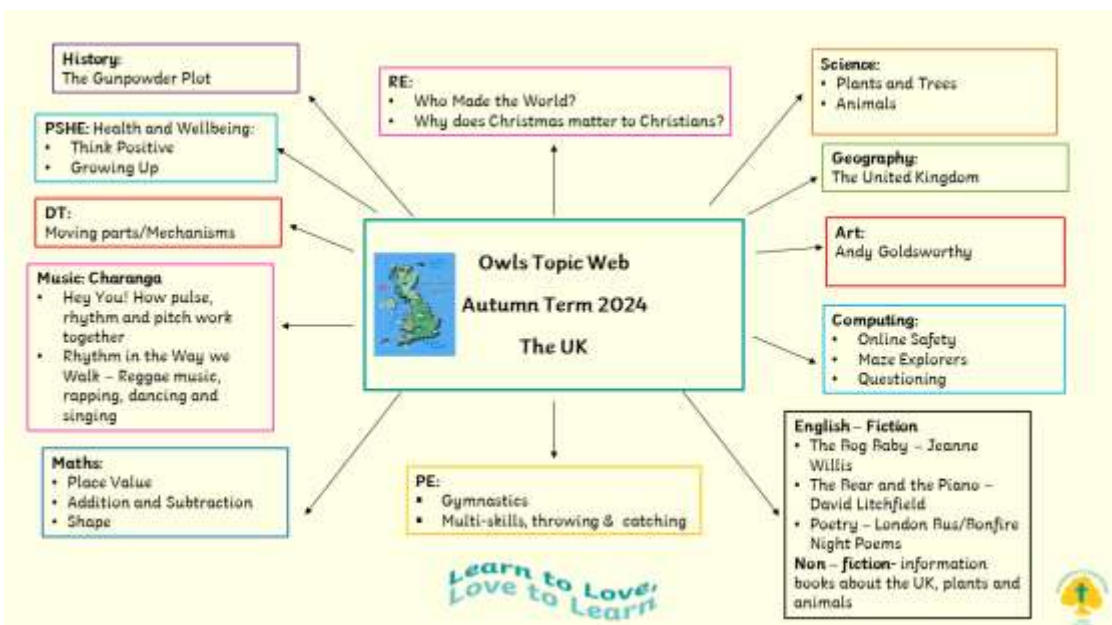 History:
The Gunpowder Plot
RE:
• Who Made the World?
• Why does Christmas matter to Christians?
Science:
• Plants and Trees
• Animals
PSHE: Health and Wellbeing:
• Think Positive
• Growing Up
Geography:
The United Kingdom
DT:
Moving parts/Mechanisms
Art:
Andy Goldsworthy
Owls Topic Web
Autumn Term 2024
The UK
Music: Charanga
• Hey You! How pulse,
rhythm and pitch work
together
• Rhythm in the Way we
Walk – Reggae music,
rapping, dancing and
singing
Computing:
• Online Safety
• Maze Explorers
• Questioning
Maths:
• Place Value
• Addition and Subtraction
• Shape
PE:
▪ Gymnastics
▪ Multi-skills, throwing & catching
English – Fiction
• The Bog Baby – Jeanne
Willis
• The Bear and the Piano –
David Litchfield
• Poetry – London Bus/Bonfire
Night Poems
Non – fiction- information
books about the UK, plants and
animals
Learn to Love,
Love to Learn